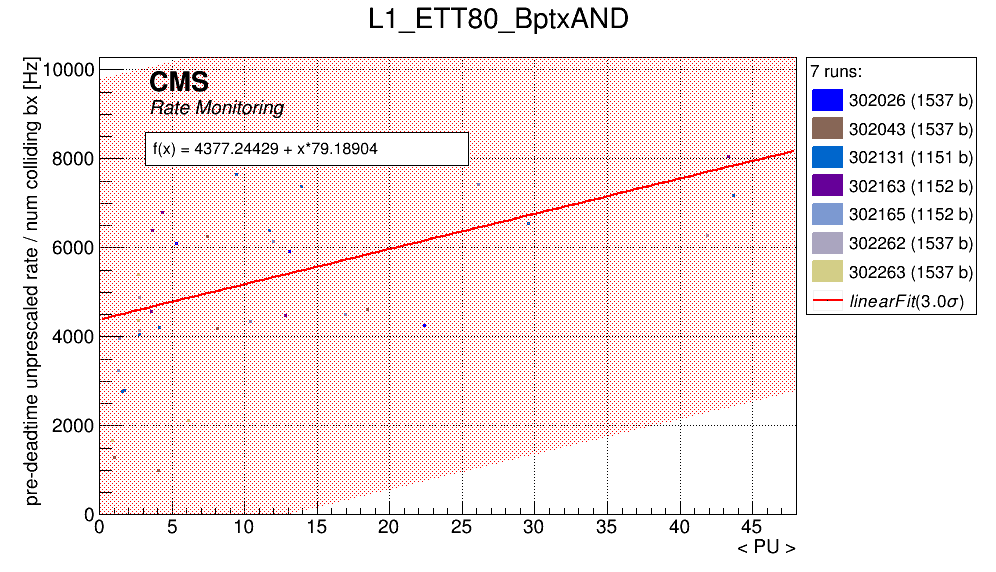 L1_ETT80_BptxAND
pre-deadtime unprescaled rate / num colliding bx [Hz]
10000
8000
6000
4000
2000
0
CMS
Rate Monitoring
f(x) = 4377.24429 + x*79.18904
0 5 10 15 20 25 30 35 40 45
< PU >
7 runs:
302026 (1537 b)
302043 (1537 b)
302131 (1151 b)
302163 (1152 b)
302165 (1152 b)
302262 (1537 b)
302263 (1537 b)
linearFit(3.0σ)